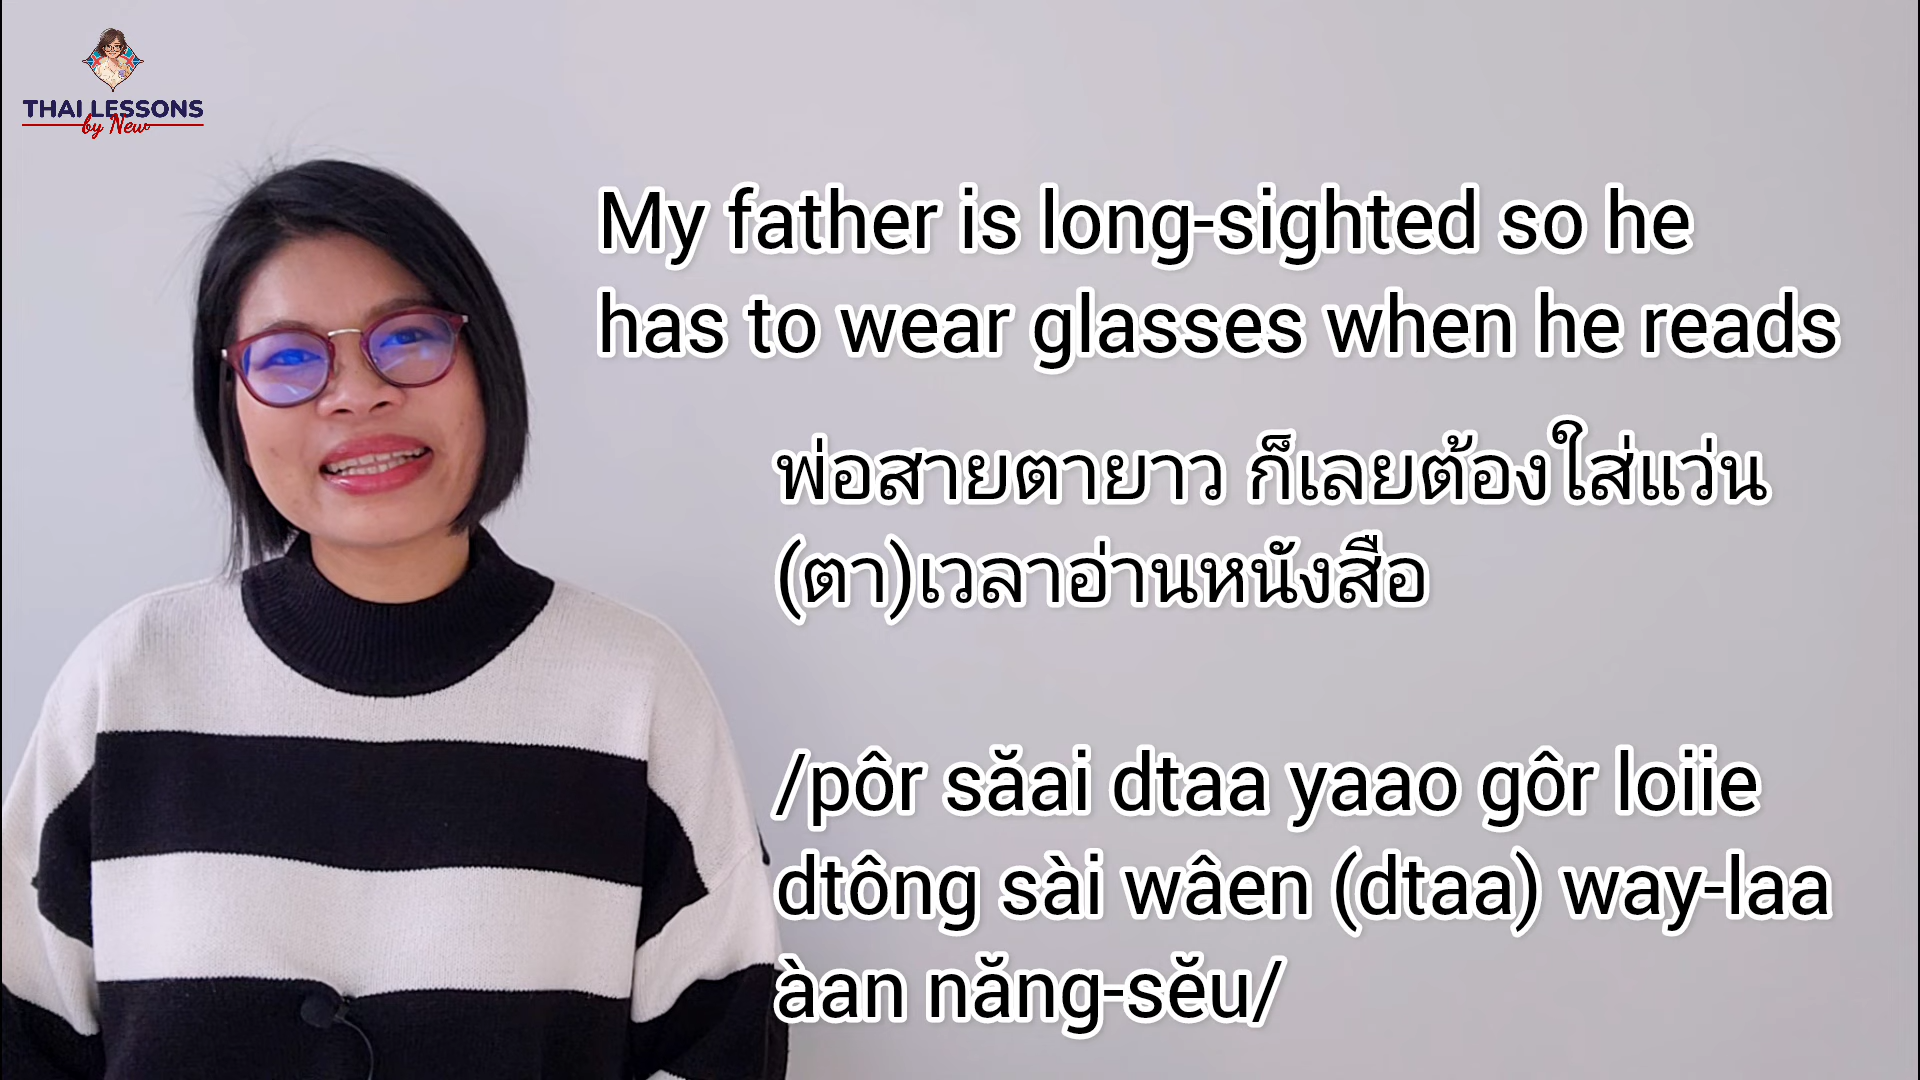 THAI LESSONS
by New
My father is long-sighted so he
has to wear glasses when he reads
พ่อสายตายาว ก็เลยต้องใส่แว่น
(ตา)เวลาอ่านหนังสือ
/pôr săai dtaa yaao gôr loiie
dtông sài wâen (dtaa) way-laa
àan năng-sĕu/